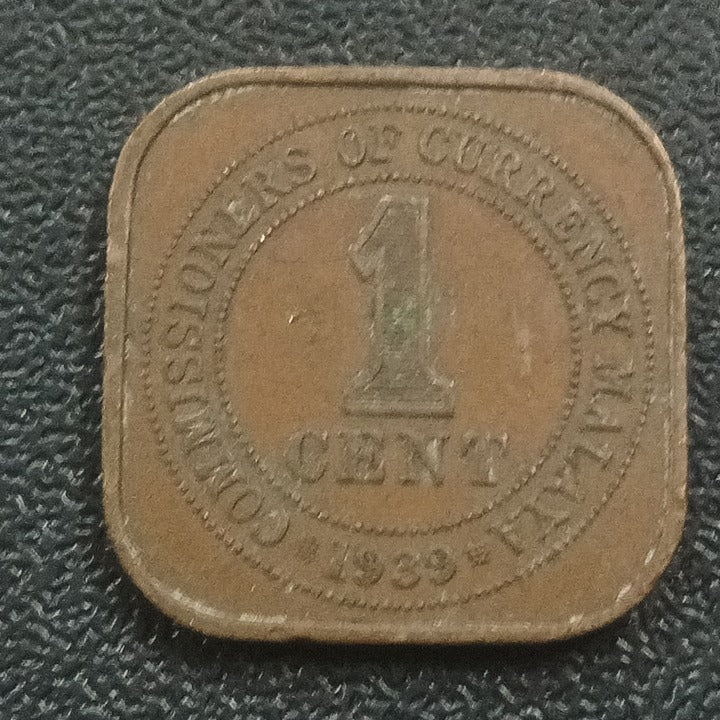 COMMISSIONERS OF CURRENCY MALAYA
1
CENT
1939